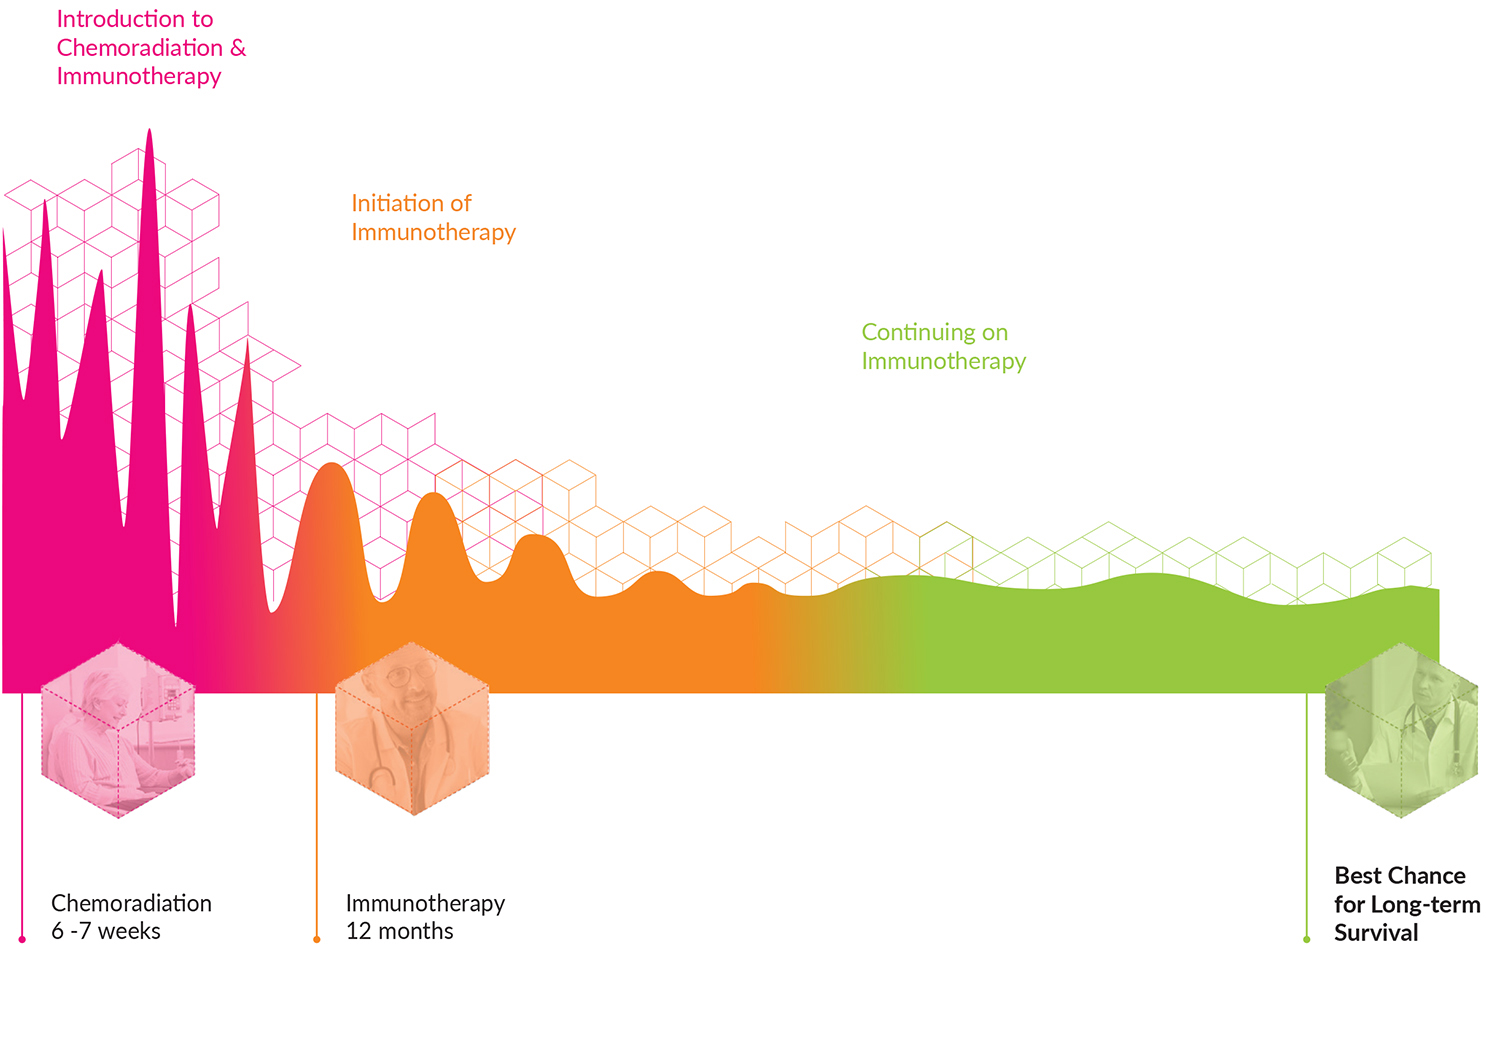 Introduction to
Chemoradiation &
Immunotherapy
Initiation of
Immunotherapy
Continuing on
Immunotherapy
Chemoradiation
6 -7 weeks
Immunotherapy
12 months
Best Chance
for Long-term
Survival